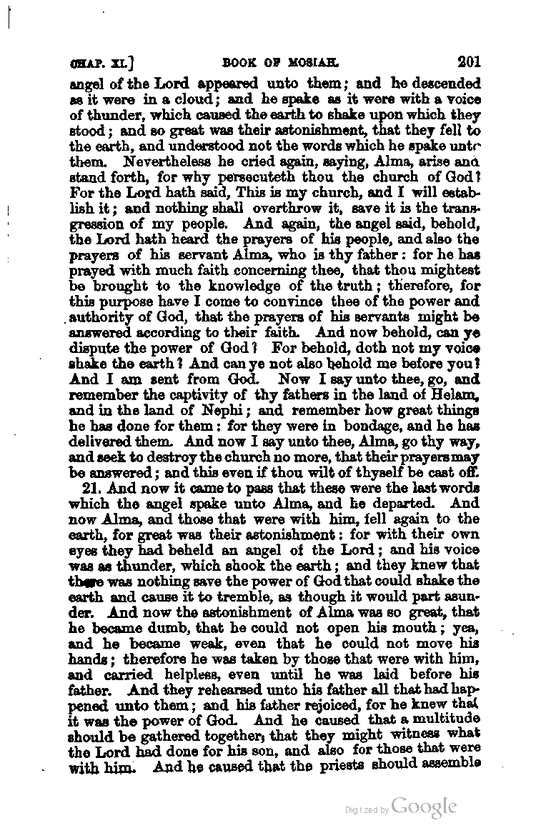 CHAP. XI.] BOOK OF MOSIAH. 201
angel of the Lord appeared unto them; and he descended
as it were in a cloud; and he spake as it were with a voice
of thunder, which caused the earth to shake upon which they
stood; and so great was their astonishment, that they fell to
the earth, and understood not the words which he spake unto
them. Nevertheless he cried again, saying, Alma, arise and
stand forth, for why persecuteth thou the church of God?
For the Lord hath said, This is my church, and I will estab-
lish it; and nothing shall overthrow it, save it is the trans-
gression of my people. And again, the angel said, behold,
the Lord hath heard the prayers of his people, and also the
prayers of his servant Alma, who is thy father: for he has
prayed with much faith concerning thee, that thou mightest
be brought to the knowledge of the truth; therefore, for
this purpose have I come to convince thee of the power and
authority of God, that the prayers of his servants might be
answered according to their faith. And now behold, can ye
dispute the power of God? For behold, doth not my voice
shake the earth? And can ye not also behold me before you?
And I am sent from God. Now I say unto thee, go, and
remember the captivity of thy fathers in the land of Helam,
and in the land of Nephi; and remember how great things
he has done for them: for they were in bondage, and he has
delivered them. And now I say unto thee, Alma, go thy way,
and seek to destroy the church no more, that their prayers may
be answered; and this even if thou wilt of thyself be cast off.
21. And now it came to pass that these were the last words
which the angel spake unto Alma, and he departed. And
now Alma, and those that were with him, fell again to the
earth, for great was their astonishment: for with their own
eyes they had beheld an angel of the Lord; and his voice
was as thunder, which shook the earth; and they knew that
there was nothing save the power of God that could shake the
earth and cause it to tremble, as though it would part asun-
der. And now the astonishment of Alma was so great, that
he became dumb, that he could not open his mouth; yea,
and he became weak, even that he could not move his
hands; therefore he was taken by those that were with him,
and carried helpless, even until he was laid before his
father. And they rehearsed unto his father all that had hap-
pened unto them; and his father rejoiced, for he knew that
it was the power of God. And he caused that a multitude
should be gathered together, that they might witness what
the Lord had done for his son, and also for those that were
with him. And he caused that the priests should assemble
Digitized by Google